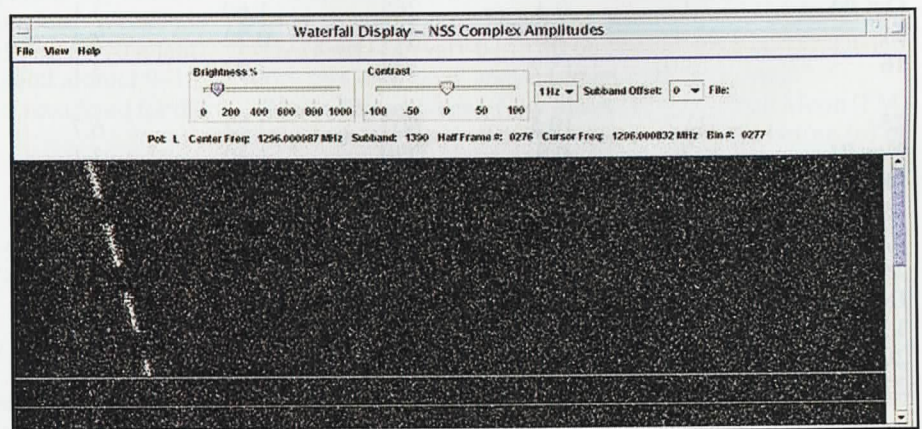 Waterfall Display – NSS Complex Amplitudes
File View Help
Brightness % Contrast
1 Hz Subband Offset: 0 File:
0 200 400 600 800 1000 -100 -50 0 50 100
Pol: L Center Freq: 1296.000987 MHz Subband: 1390 Half Frame #: 0276 Cursor Freq: 1296.000832 MHz Bin #: 0277